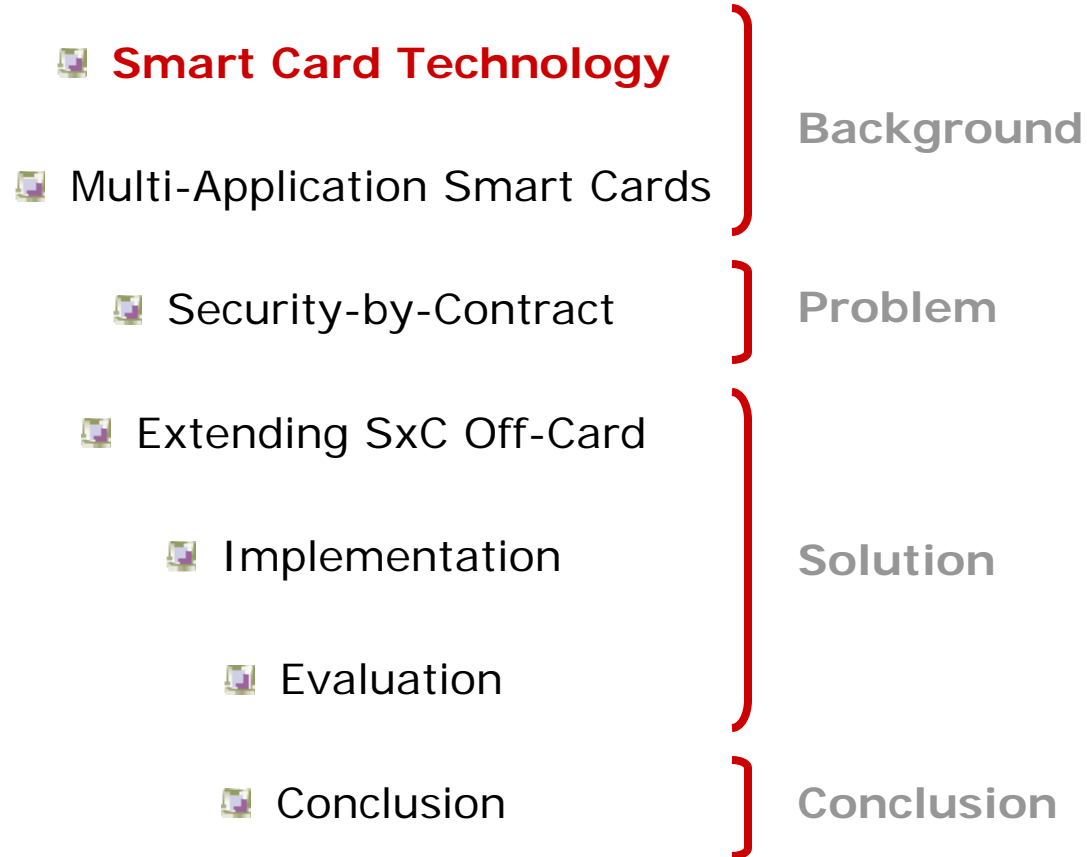 Smart Card Technology
Multi-Application Smart Cards
Background
Security-by-Contract
Problem
Extending SxC Off-Card
Implementation
Evaluation
Solution
Conclusion
Conclusion